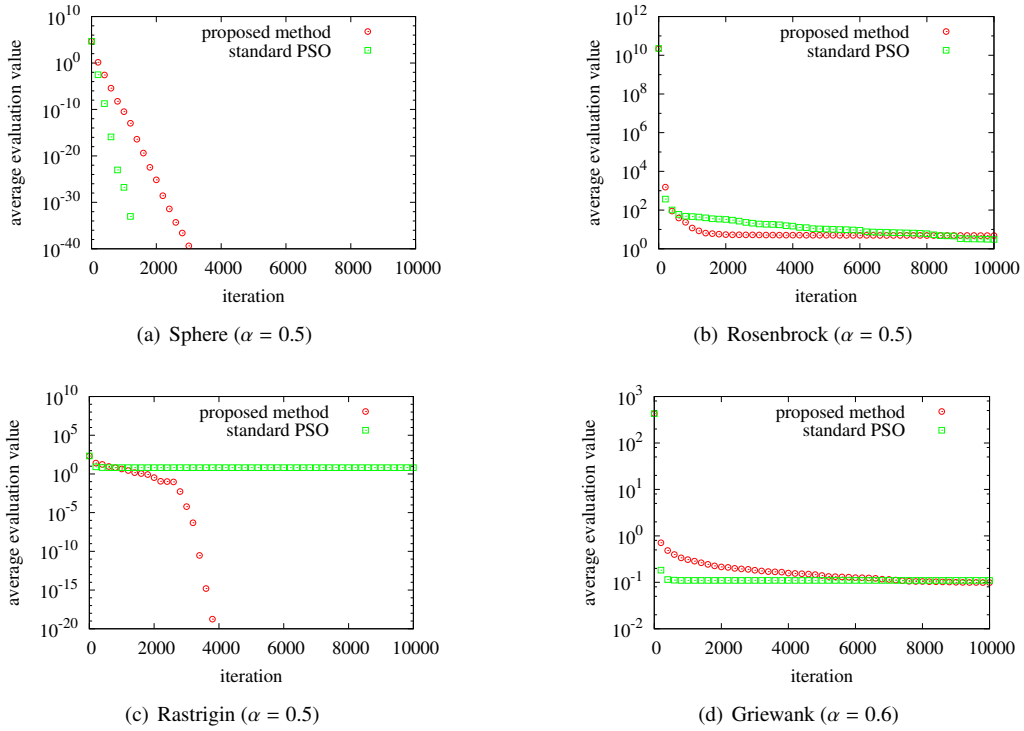 10^10
10^0
10^-10
10^-20
10^-30
10^-40
average evaluation value
proposed method
standard PSO
0 2000 4000 6000 8000 10000
iteration
(a) Sphere (α = 0.5)
10^12
10^10
10^8
10^6
10^4
10^2
10^0
average evaluation value
proposed method
standard PSO
0 2000 4000 6000 8000 10000
iteration
(b) Rosenbrock (α = 0.5)
10^10
10^5
10^0
10^-5
10^-10
10^-15
10^-20
average evaluation value
proposed method
standard PSO
0 2000 4000 6000 8000 10000
iteration
(c) Rastrigin (α = 0.5)
10^3
10^2
10^1
10^0
10^-1
10^-2
average evaluation value
proposed method
standard PSO
0 2000 4000 6000 8000 10000
iteration
(d) Griewank (α = 0.6)